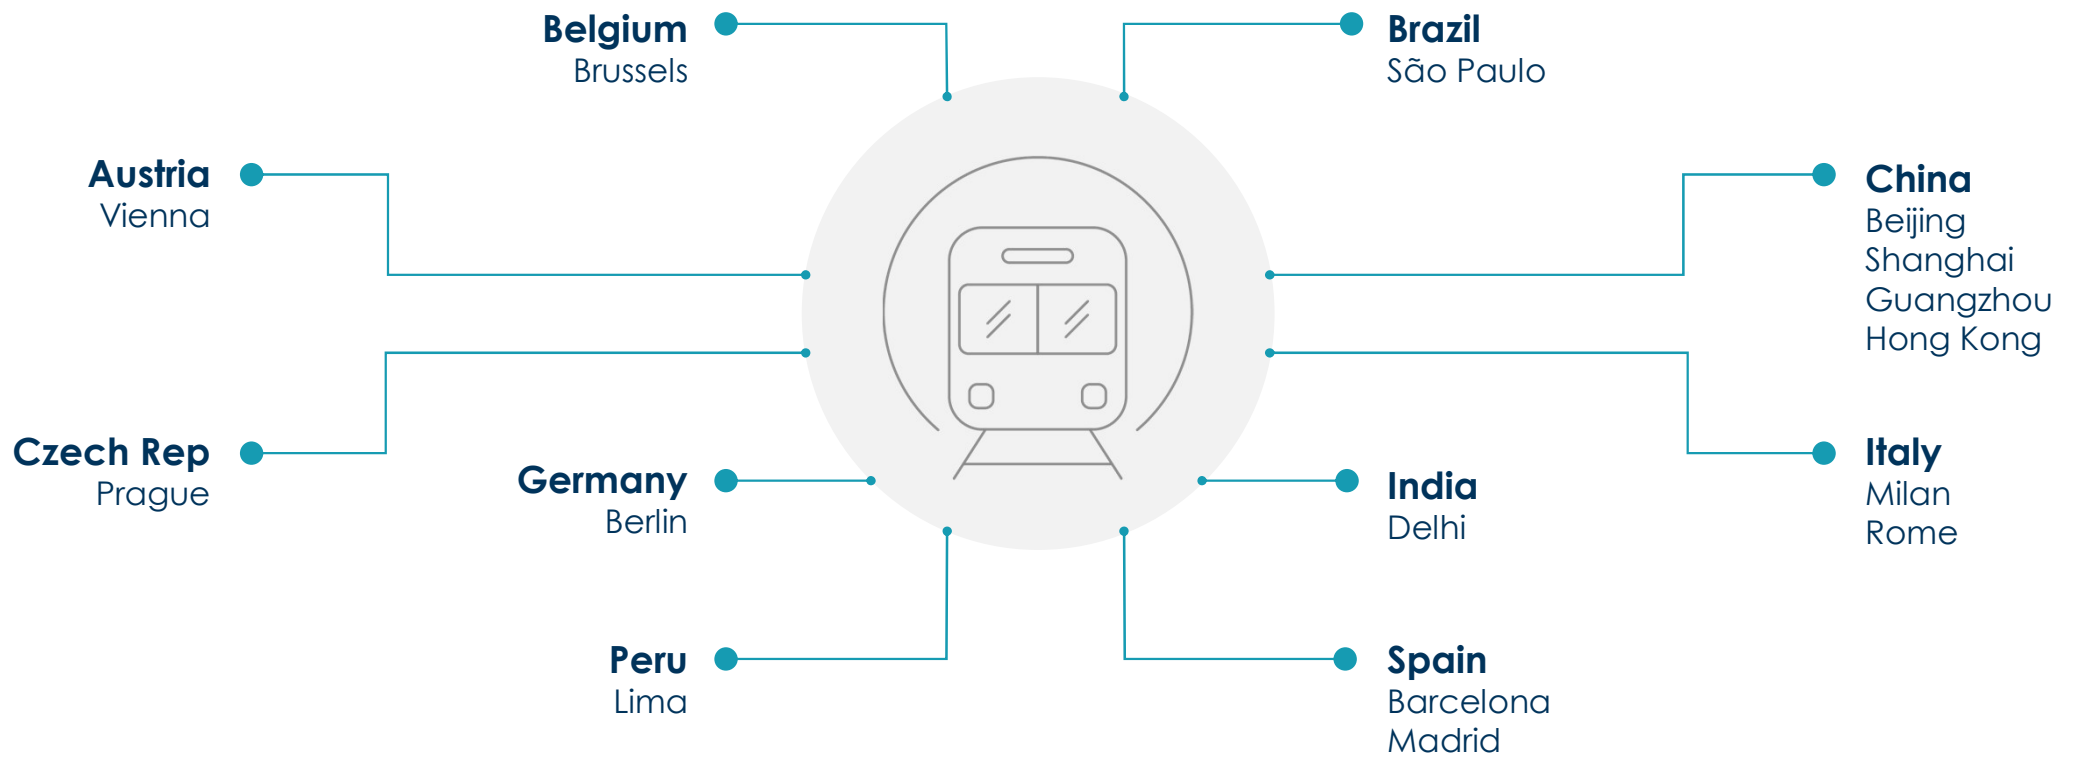 Belgium
Brussels
Brazil
São Paulo
Austria
Vienna
China
Beijing
Shanghai
Guangzhou
Hong Kong
Czech Rep
Prague
Germany
Berlin
India
Delhi
Italy
Milan
Rome
Peru
Lima
Spain
Barcelona
Madrid